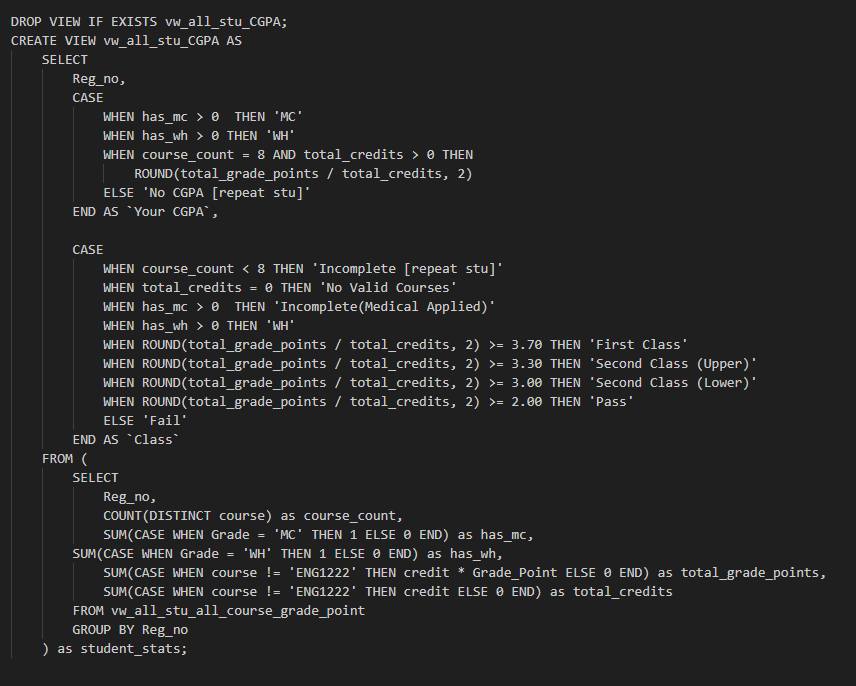 DROP VIEW IF EXISTS vw_all_stu_CGPA;
CREATE VIEW vw_all_stu_CGPA AS
    SELECT
        Reg_no,
        CASE
            WHEN has_mc > 0  THEN 'MC'
            WHEN has_wh > 0 THEN 'WH'
            WHEN course_count = 8 AND total_credits > 0 THEN
                ROUND(total_grade_points / total_credits, 2)
            ELSE 'No CGPA [repeat stu]'
        END AS `Your CGPA`,

        CASE
            WHEN course_count < 8 THEN 'Incomplete [repeat stu]'
            WHEN total_credits = 0 THEN 'No Valid Courses'
            WHEN has_mc > 0  THEN 'Incomplete(Medical Applied)'
            WHEN has_wh > 0 THEN 'WH'
            WHEN ROUND(total_grade_points / total_credits, 2) >= 3.70 THEN 'First Class'
            WHEN ROUND(total_grade_points / total_credits, 2) >= 3.30 THEN 'Second Class (Upper)'
            WHEN ROUND(total_grade_points / total_credits, 2) >= 3.00 THEN 'Second Class (Lower)'
            WHEN ROUND(total_grade_points / total_credits, 2) >= 2.00 THEN 'Pass'
            ELSE 'Fail'
        END AS `Class`
    FROM (
        SELECT
            Reg_no,
            COUNT(DISTINCT course) as course_count,
            SUM(CASE WHEN Grade = 'MC' THEN 1 ELSE 0 END) as has_mc,
        SUM(CASE WHEN Grade = 'WH' THEN 1 ELSE 0 END) as has_wh,
            SUM(CASE WHEN course != 'ENG1222' THEN credit * Grade_Point ELSE 0 END) as total_grade_points,
            SUM(CASE WHEN course != 'ENG1222' THEN credit ELSE 0 END) as total_credits
        FROM vw_all_stu_all_course_grade_point
        GROUP BY Reg_no
    ) as student_stats;